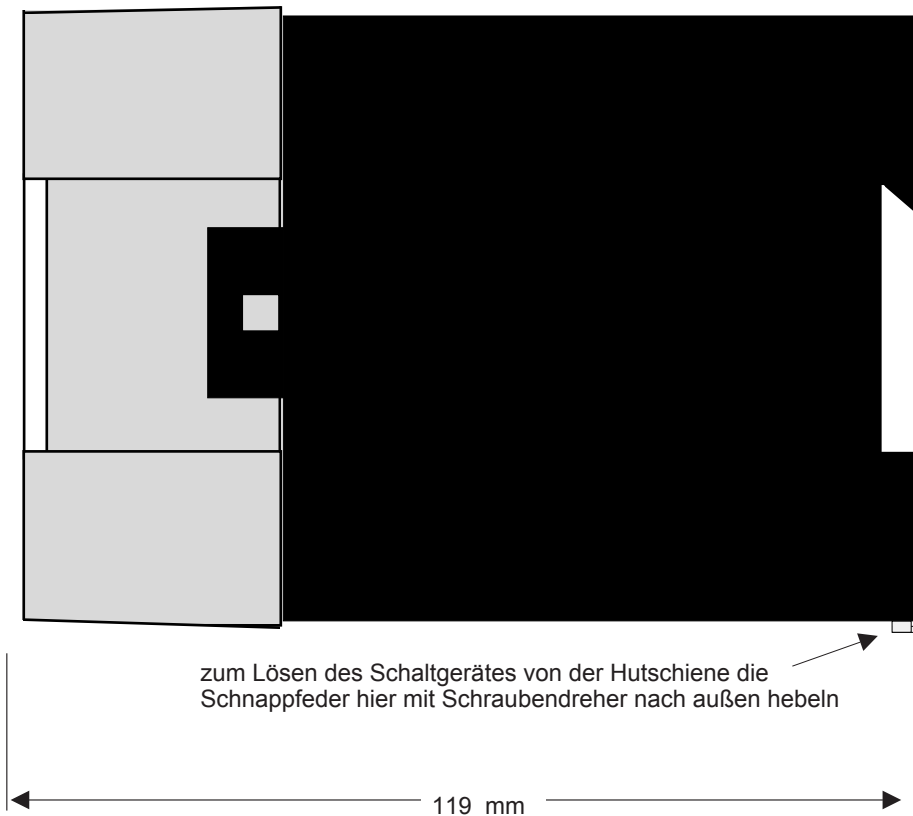 zum Lösen des Schaltgerätes von der Hutschiene die
Schnappfeder hier mit Schraubendreher nach außen hebeln
119 mm